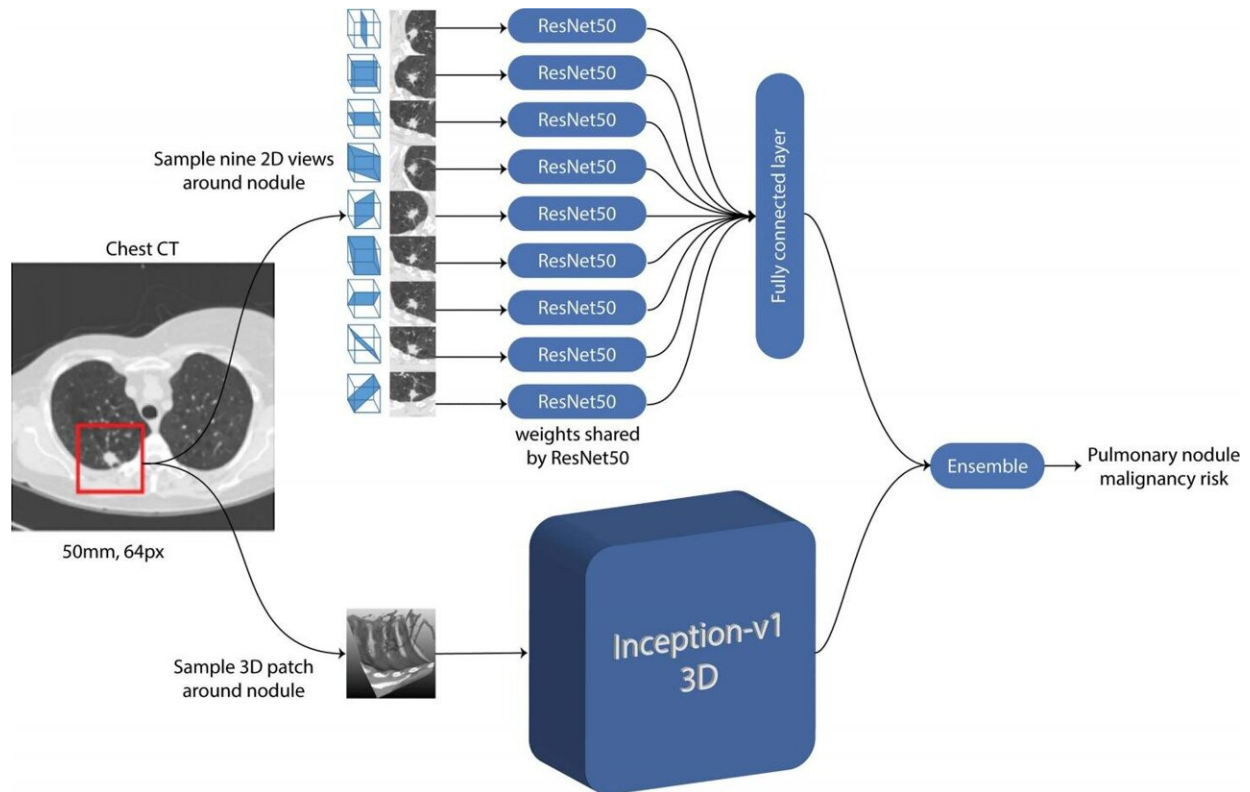 ResNet50
ResNet50
ResNet50
Sample nine 2D views
around nodule
ResNet50
ResNet50
Fully connected layer
Chest CT
ResNet50
ResNet50
ResNet50
ResNet50
weights shared
by ResNet50
Ensemble
Pulmonary nodule
malignancy risk
50mm, 64px
Inception-v1
3D
Sample 3D patch
around nodule